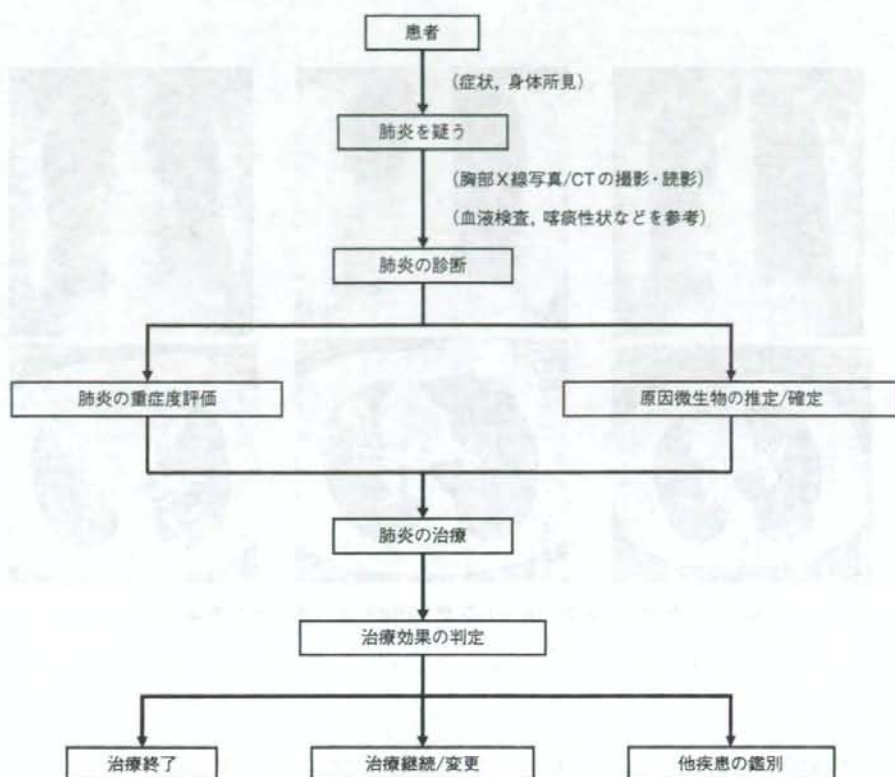 患者
(症状, 身体所見)
肺炎を疑う
(胸部X線写真/CTの撮影・読影)
(血液検査, 喀痰性状などを参考)
肺炎の診断
肺炎の重症度評価
原因微生物の推定/確定
肺炎の治療
治療効果の判定
治療終了
治療継続/変更
他疾患の鑑別